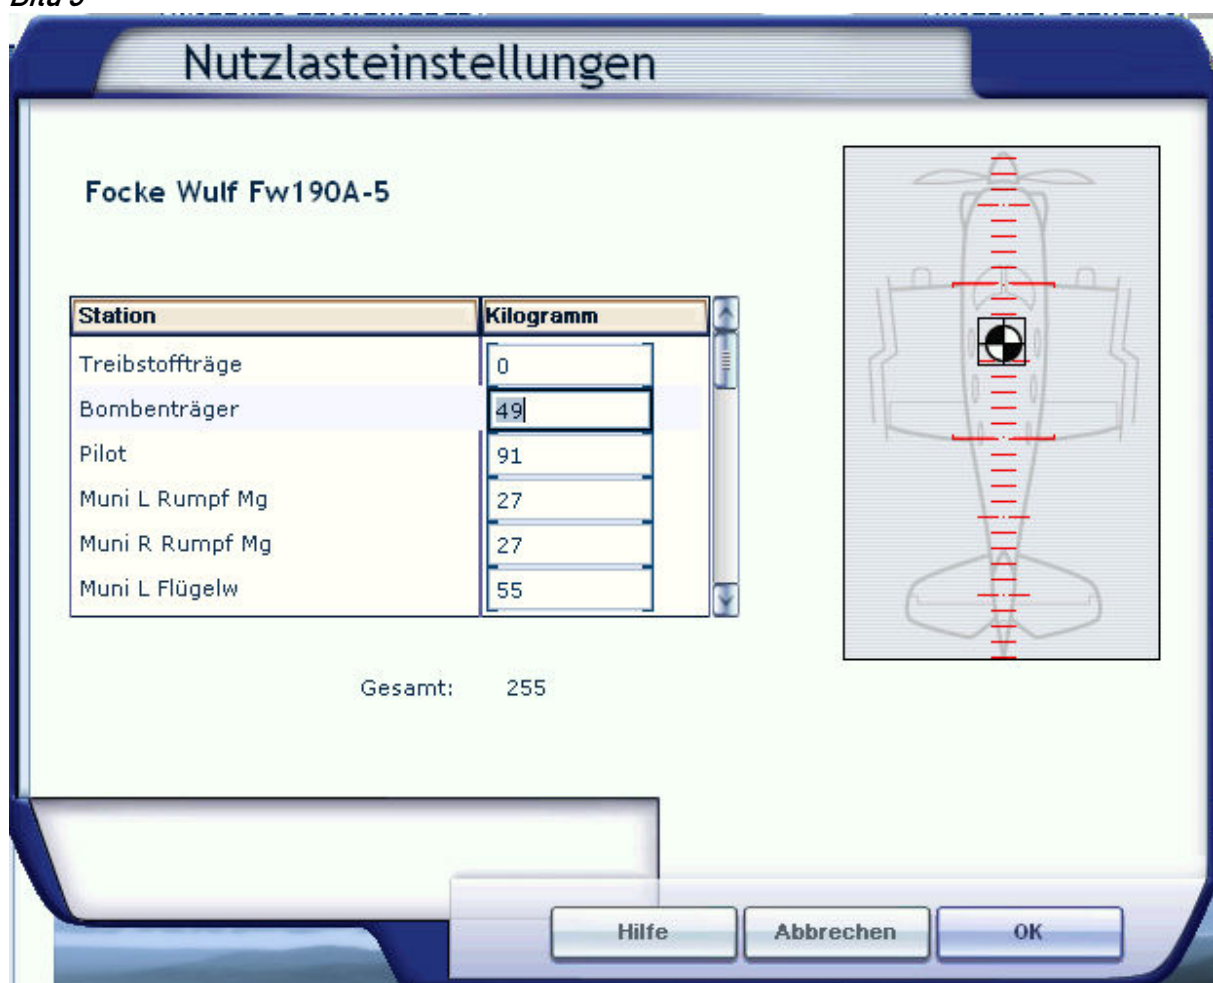 Nutzlasteinstellungen
Focke Wulf Fw190A-5
Station Kilogramm
Treibstoffträge 0
Bombenträger 49
Pilot 91
Muni L Rumpf Mg 27
Muni R Rumpf Mg 27
Muni L Flügelw 55
Gesamt: 255
Hilfe Abbrechen OK